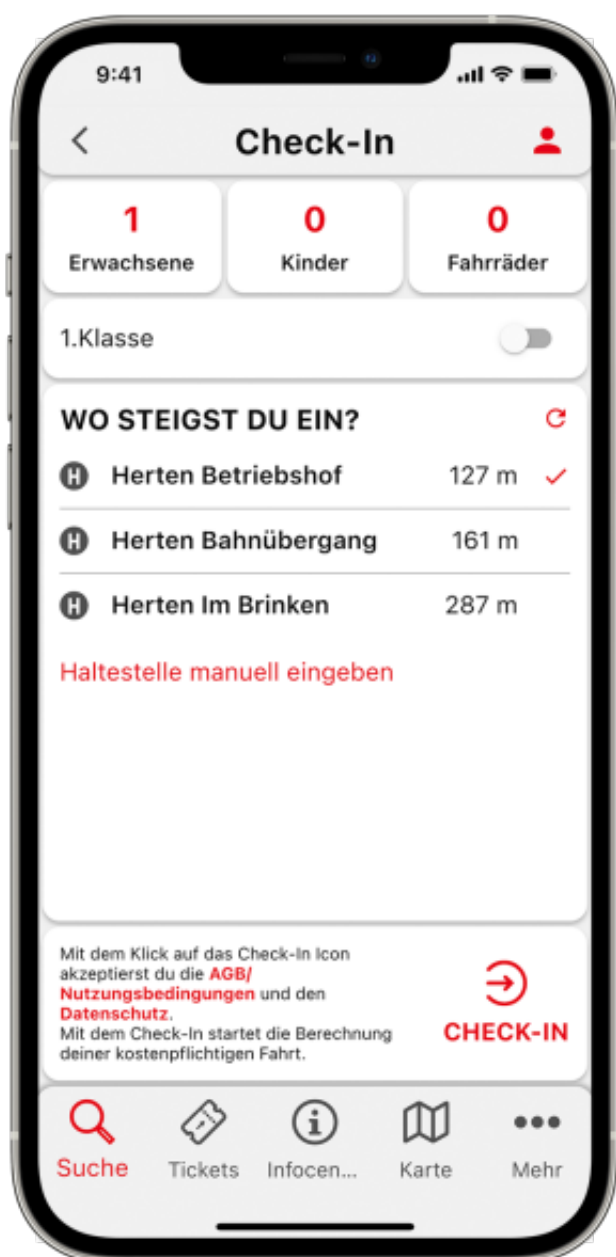 9:41
Check-In
1
Erwachsene
0
Kinder
0
Fahrräder
1.Klasse
WO STEIGST DU EIN?
H Herten Betriebshof 127 m
H Herten Bahnübergang 161 m
H Herten Im Brinken 287 m
Haltestelle manuell eingeben
Mit dem Klick auf das Check-In Icon
akzeptierst du die AGB/
Nutzungsbedingungen und den
Datenschutz.
Mit dem Check-In startet die Berechnung
deiner kostenpflichtigen Fahrt.
CHECK-IN
Suche Tickets Infocen... Karte Mehr